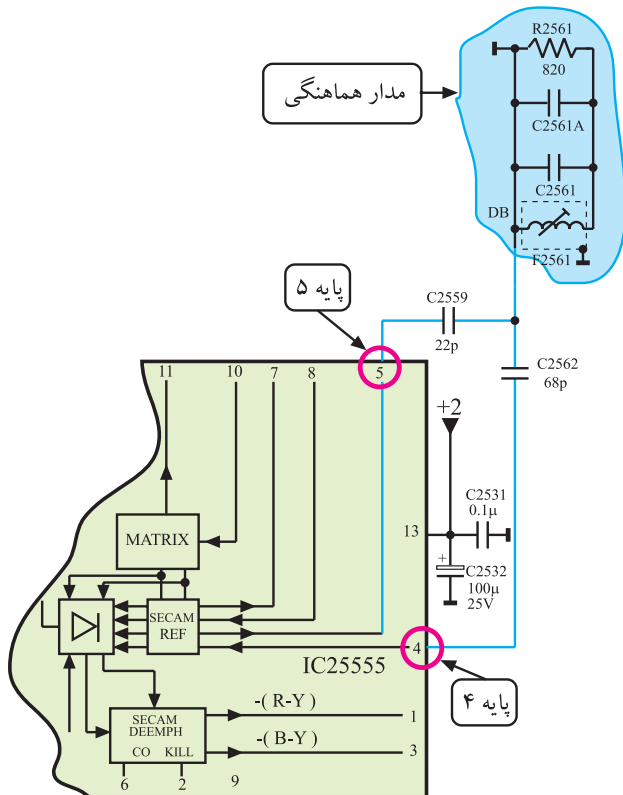 R2561
820
مدار هماهنگی
C2561A
C2561
DB
F2561
پایه ۵
C2559
22p
C2562
68p
11
10
7
8
5
+2
C2531
0.1µ
13
+
C2532
100µ
25V
MATRIX
SECAM
REF
IC25555
4
پایه ۴
-( R-Y )
1
SECAM
DEEMPH
CO KILL
-( B-Y )
3
6
2
9